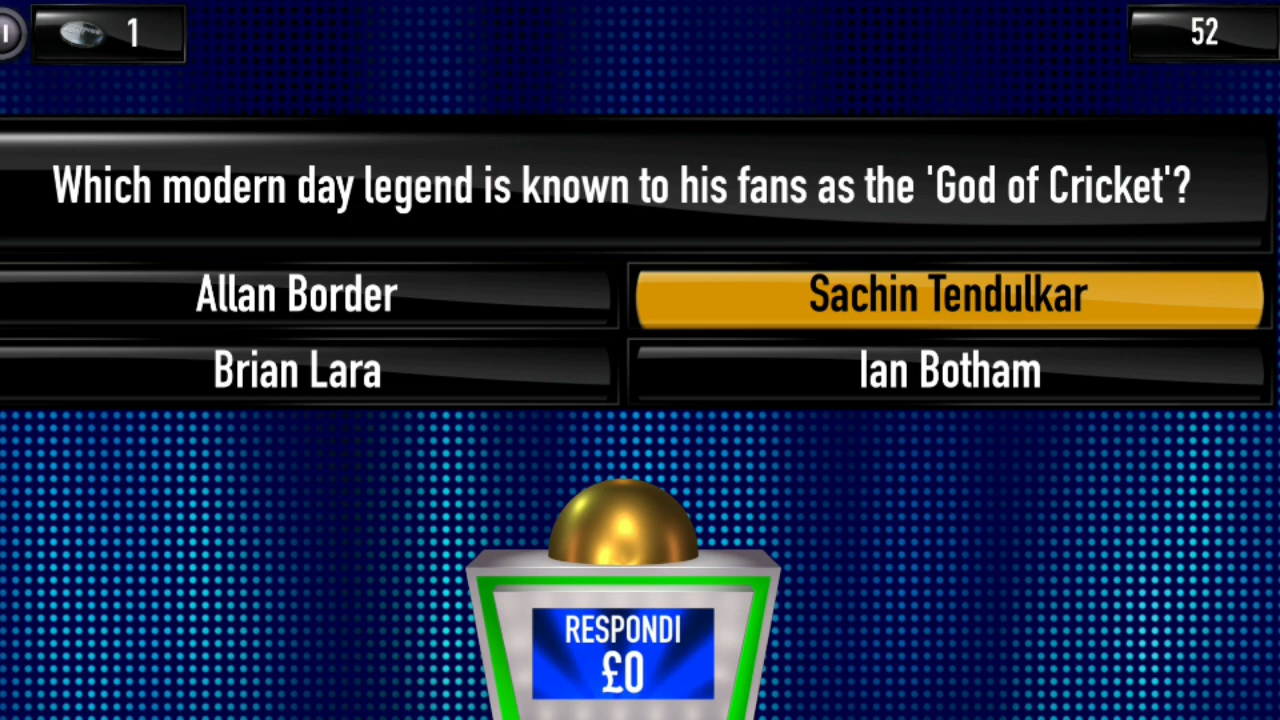 1
52
Which modern day legend is known to his fans as the 'God of Cricket'?
Allan Border
Sachin Tendulkar
Brian Lara
Ian Botham
RESPONDI
£0